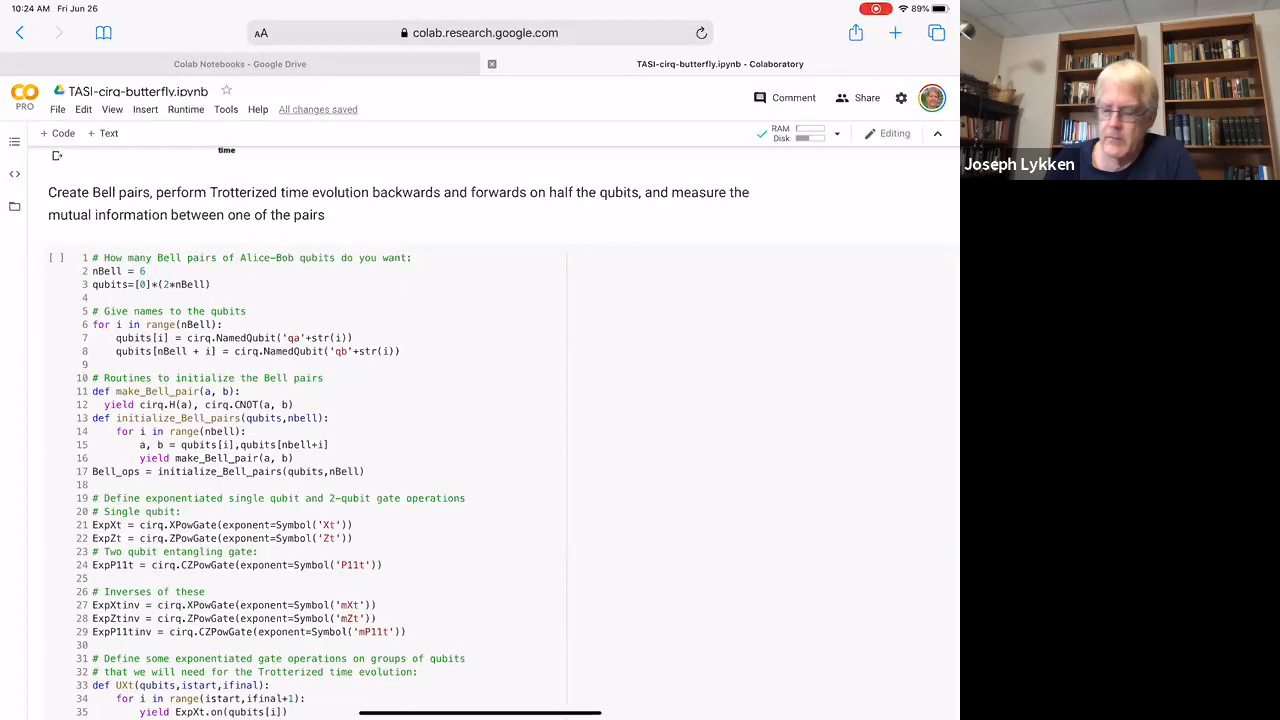 10:24 AM Fri Jun 26
89%
AA
colab.research.google.com
Colab Notebooks - Google Drive
TASI-cirq-butterfly.ipynb - Colaboratory
CO
PRO
TASI-cirq-butterfly.ipynb
File Edit View Insert Runtime Tools Help All changes saved
Comment
Share
+ Code + Text
RAM
Disk
Editing
time
Create Bell pairs, perform Trotterized time evolution backwards and forwards on half the qubits, and measure the
mutual information between one of the pairs
[ ]
1 # How many Bell pairs of Alice-Bob qubits do you want:
2 nBell = 6
3 qubits=[0]*(2*nBell)
4
5 # Give names to the qubits
6 for i in range(nBell):
7 qubits[i] = cirq.NamedQubit('qa'+str(i))
8 qubits[nBell + i] = cirq.NamedQubit('qb'+str(i))
9
10 # Routines to initialize the Bell pairs
11 def make_Bell_pair(a, b):
12 yield cirq.H(a), cirq.CNOT(a, b)
13 def initialize_Bell_pairs(qubits,nbell):
14 for i in range(nbell):
15 a, b = qubits[i],qubits[nbell+i]
16 yield make_Bell_pair(a, b)
17 Bell_ops = initialize_Bell_pairs(qubits,nBell)
18
19 # Define exponentiated single qubit and 2-qubit gate operations
20 # Single qubit:
21 ExpXt = cirq.XPowGate(exponent=Symbol('Xt'))
22 ExpZt = cirq.ZPowGate(exponent=Symbol('Zt'))
23 # Two qubit entangling gate:
24 ExpP11t = cirq.CZPowGate(exponent=Symbol('P11t'))
25
26 # Inverses of these
27 ExpXtinv = cirq.XPowGate(exponent=Symbol('mXt'))
28 ExpZtinv = cirq.ZPowGate(exponent=Symbol('mZt'))
29 ExpP11tinv = cirq.CZPowGate(exponent=Symbol('mP11t'))
30
31 # Define some exponentiated gate operations on groups of qubits
32 # that we will need for the Trotterized time evolution:
33 def UXt(qubits,istart,ifinal):
34 for i in range(istart,ifinal+1):
35 yield ExpXt.on(qubits[i])
Joseph Lykken